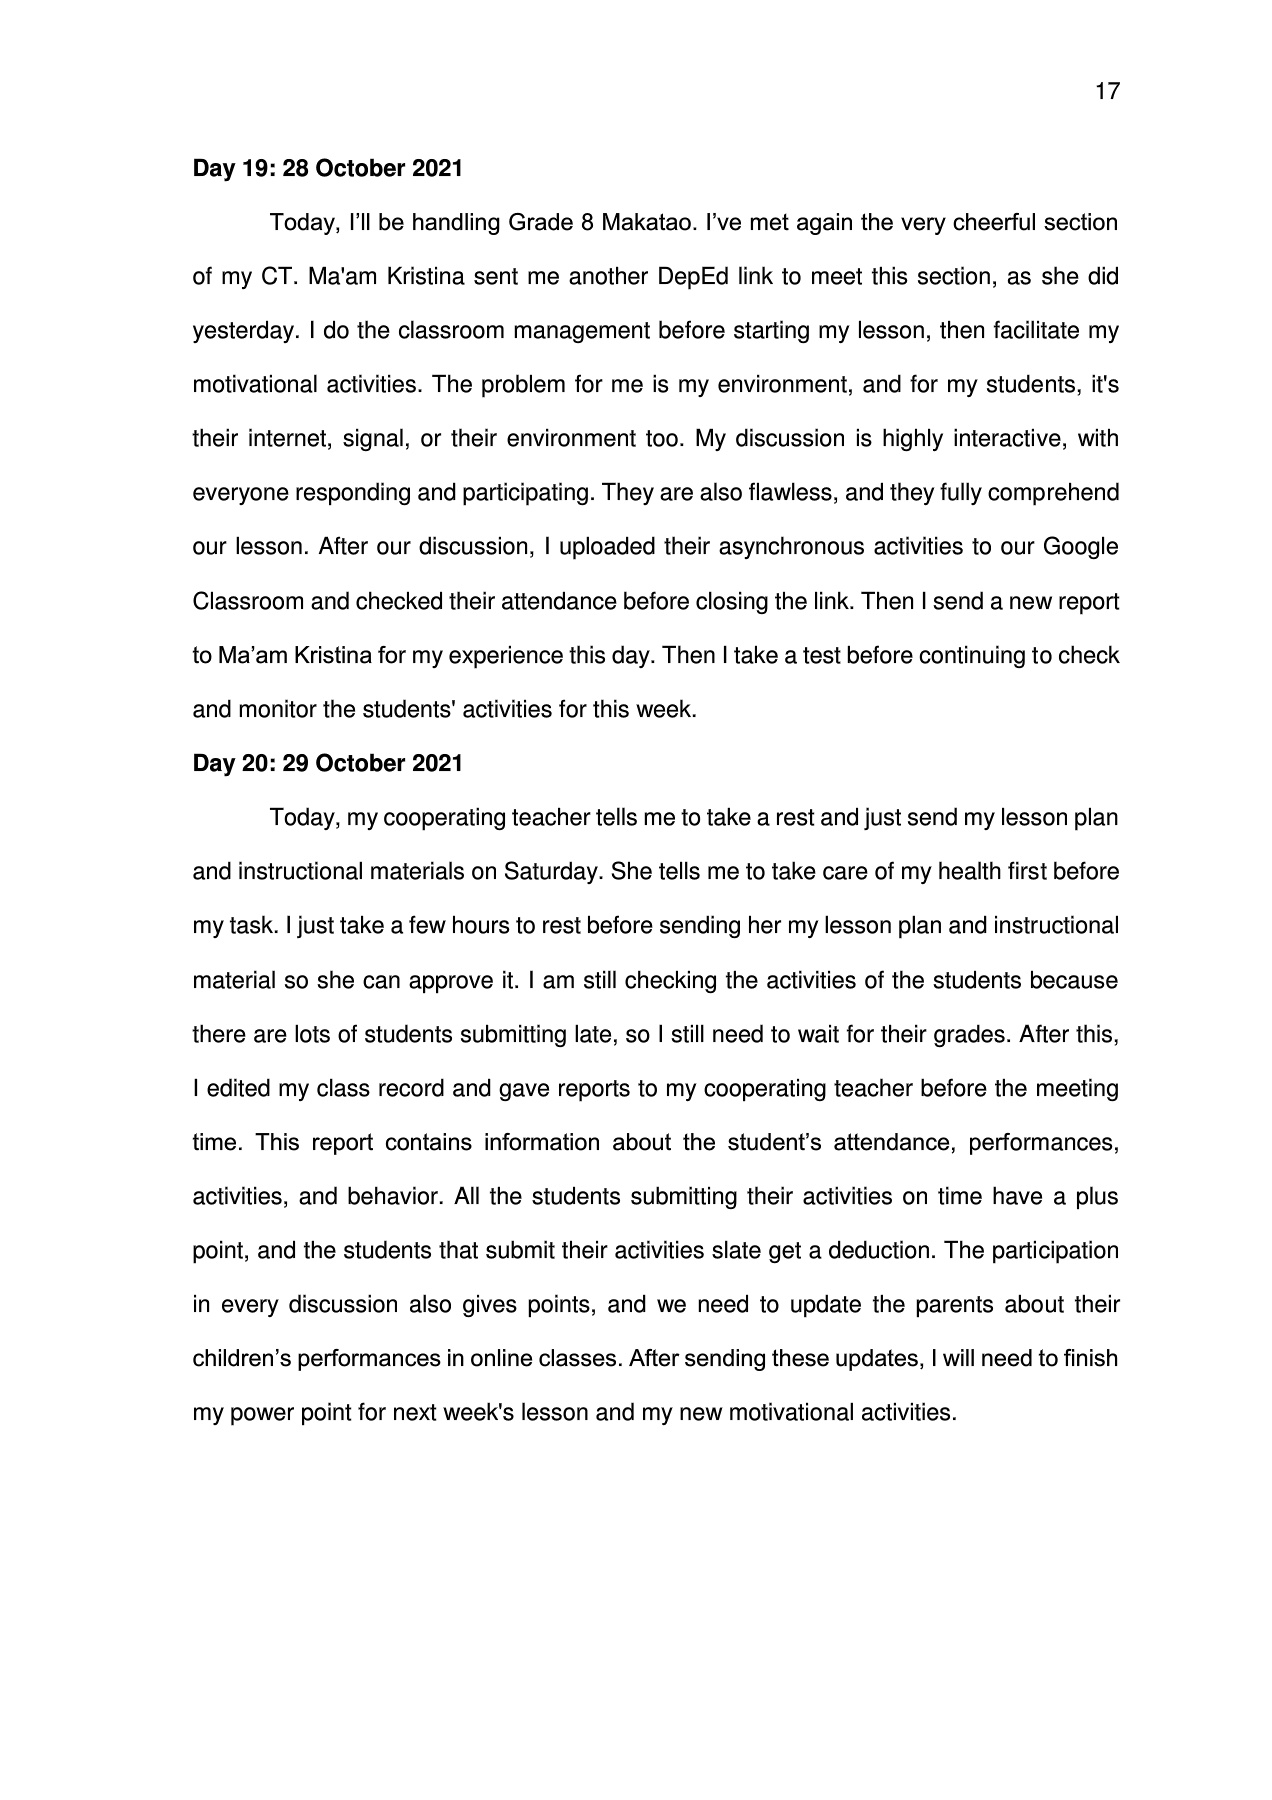 17
Day 19: 28 October 2021
Today, I’ll be handling Grade 8 Makatao. I’ve met again the very cheerful section
of my CT. Ma'am Kristina sent me another DepEd link to meet this section, as she did
yesterday. I do the classroom management before starting my lesson, then facilitate my
motivational activities. The problem for me is my environment, and for my students, it's
their internet, signal, or their environment too. My discussion is highly interactive, with
everyone responding and participating. They are also flawless, and they fully comprehend
our lesson. After our discussion, I uploaded their asynchronous activities to our Google
Classroom and checked their attendance before closing the link. Then I send a new report
to Ma’am Kristina for my experience this day. Then I take a test before continuing to check
and monitor the students' activities for this week.
Day 20: 29 October 2021
Today, my cooperating teacher tells me to take a rest and just send my lesson plan
and instructional materials on Saturday. She tells me to take care of my health first before
my task. I just take a few hours to rest before sending her my lesson plan and instructional
material so she can approve it. I am still checking the activities of the students because
there are lots of students submitting late, so I still need to wait for their grades. After this,
I edited my class record and gave reports to my cooperating teacher before the meeting
time. This report contains information about the student’s attendance, performances,
activities, and behavior. All the students submitting their activities on time have a plus
point, and the students that submit their activities slate get a deduction. The participation
in every discussion also gives points, and we need to update the parents about their
children’s performances in online classes. After sending these updates, I will need to finish
my power point for next week's lesson and my new motivational activities.